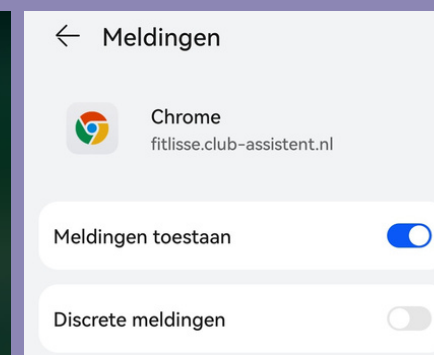 Meldingen
Chrome
fitlisse.club-assistent.nl
Meldingen toestaan
Discrete meldingen